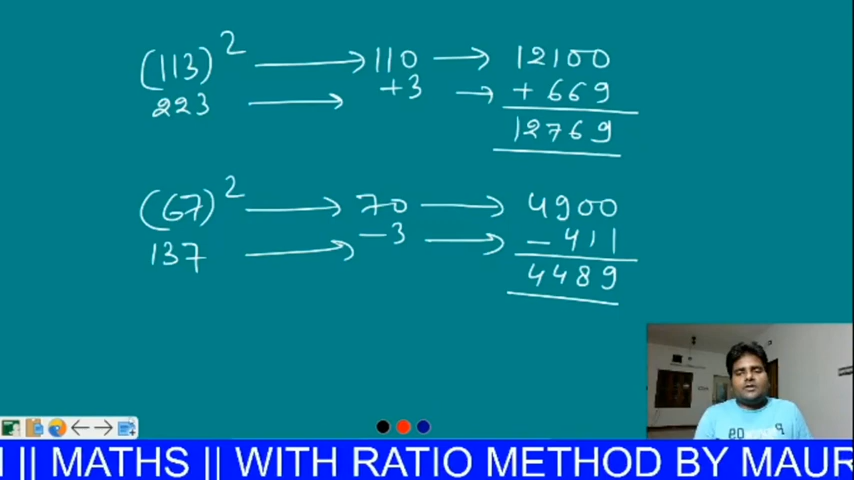 (113)² → 110 → 12100
223 → +3 → + 669
12769
(67)² → 70 → 4900
137 → -3 → - 411
4489
|| MATHS || WITH RATIO METHOD BY MAUR